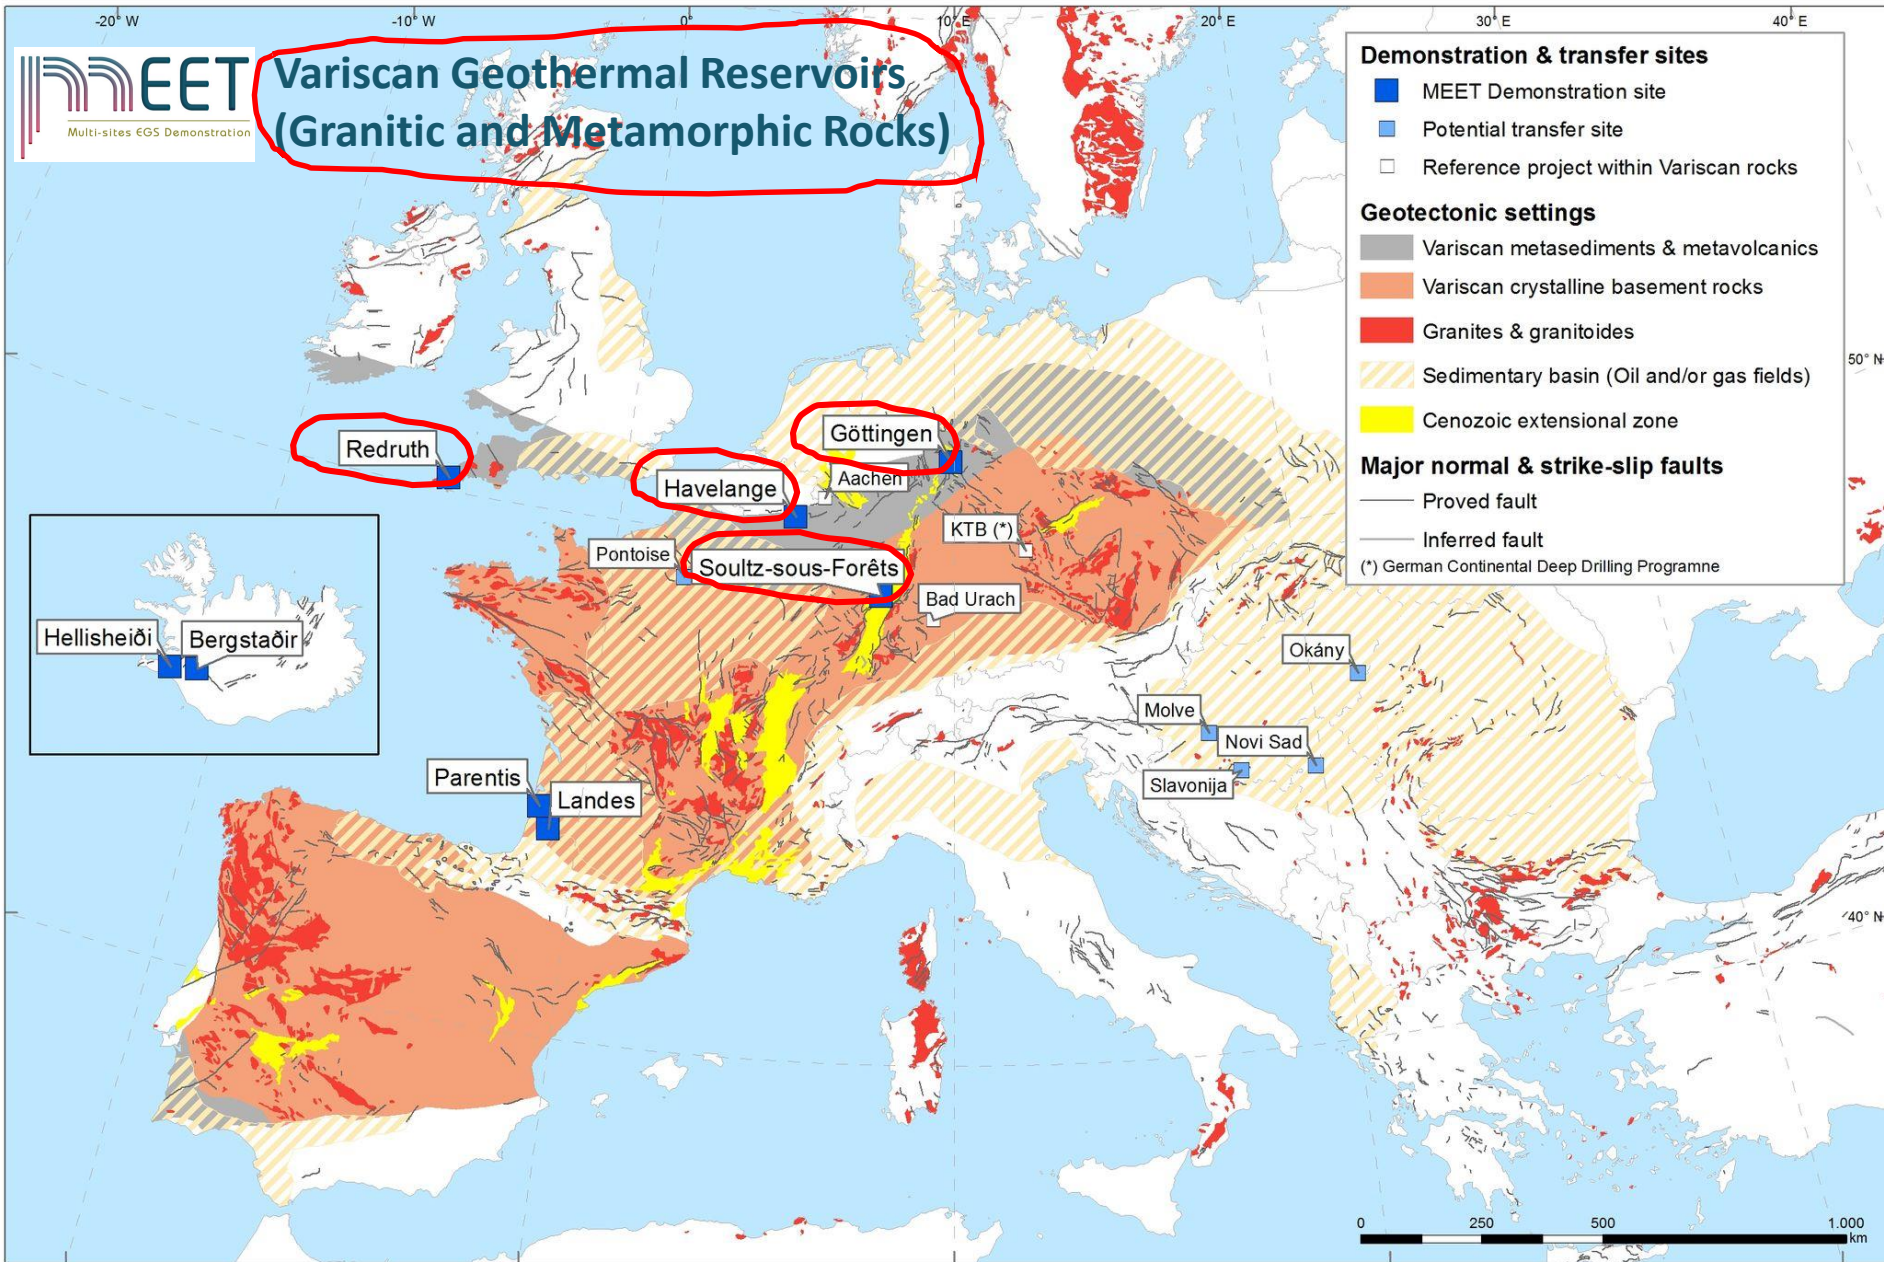 -20° W
-10° W
0°
10°E
20°E
30°E
40°E
MEET
Multi-sites EGS Demonstration
Variscan Geothermal Reservoirs
(Granitic and Metamorphic Rocks)
Demonstration & transfer sites
MEET Demonstration site
Potential transfer site
Reference project within Variscan rocks
Geotectonic settings
Variscan metasediments & metavolcanics
Variscan crystalline basement rocks
Granites & granitoides
Sedimentary basin (Oil and/or gas fields)
Cenozoic extensional zone
Major normal & strike-slip faults
Proved fault
Inferred fault
(*) German Continental Deep Drilling Programne
50° N
Redruth
Göttingen
Havelange
Aachen
KTB (*)
Pontoise
Soultz-sous-Forêts
Bad Urach
Hellisheiði
Bergstaðir
Okány
Molve
Novi Sad
Slavonija
Parentis
Landes
40° N
0
250
500
1.000
km